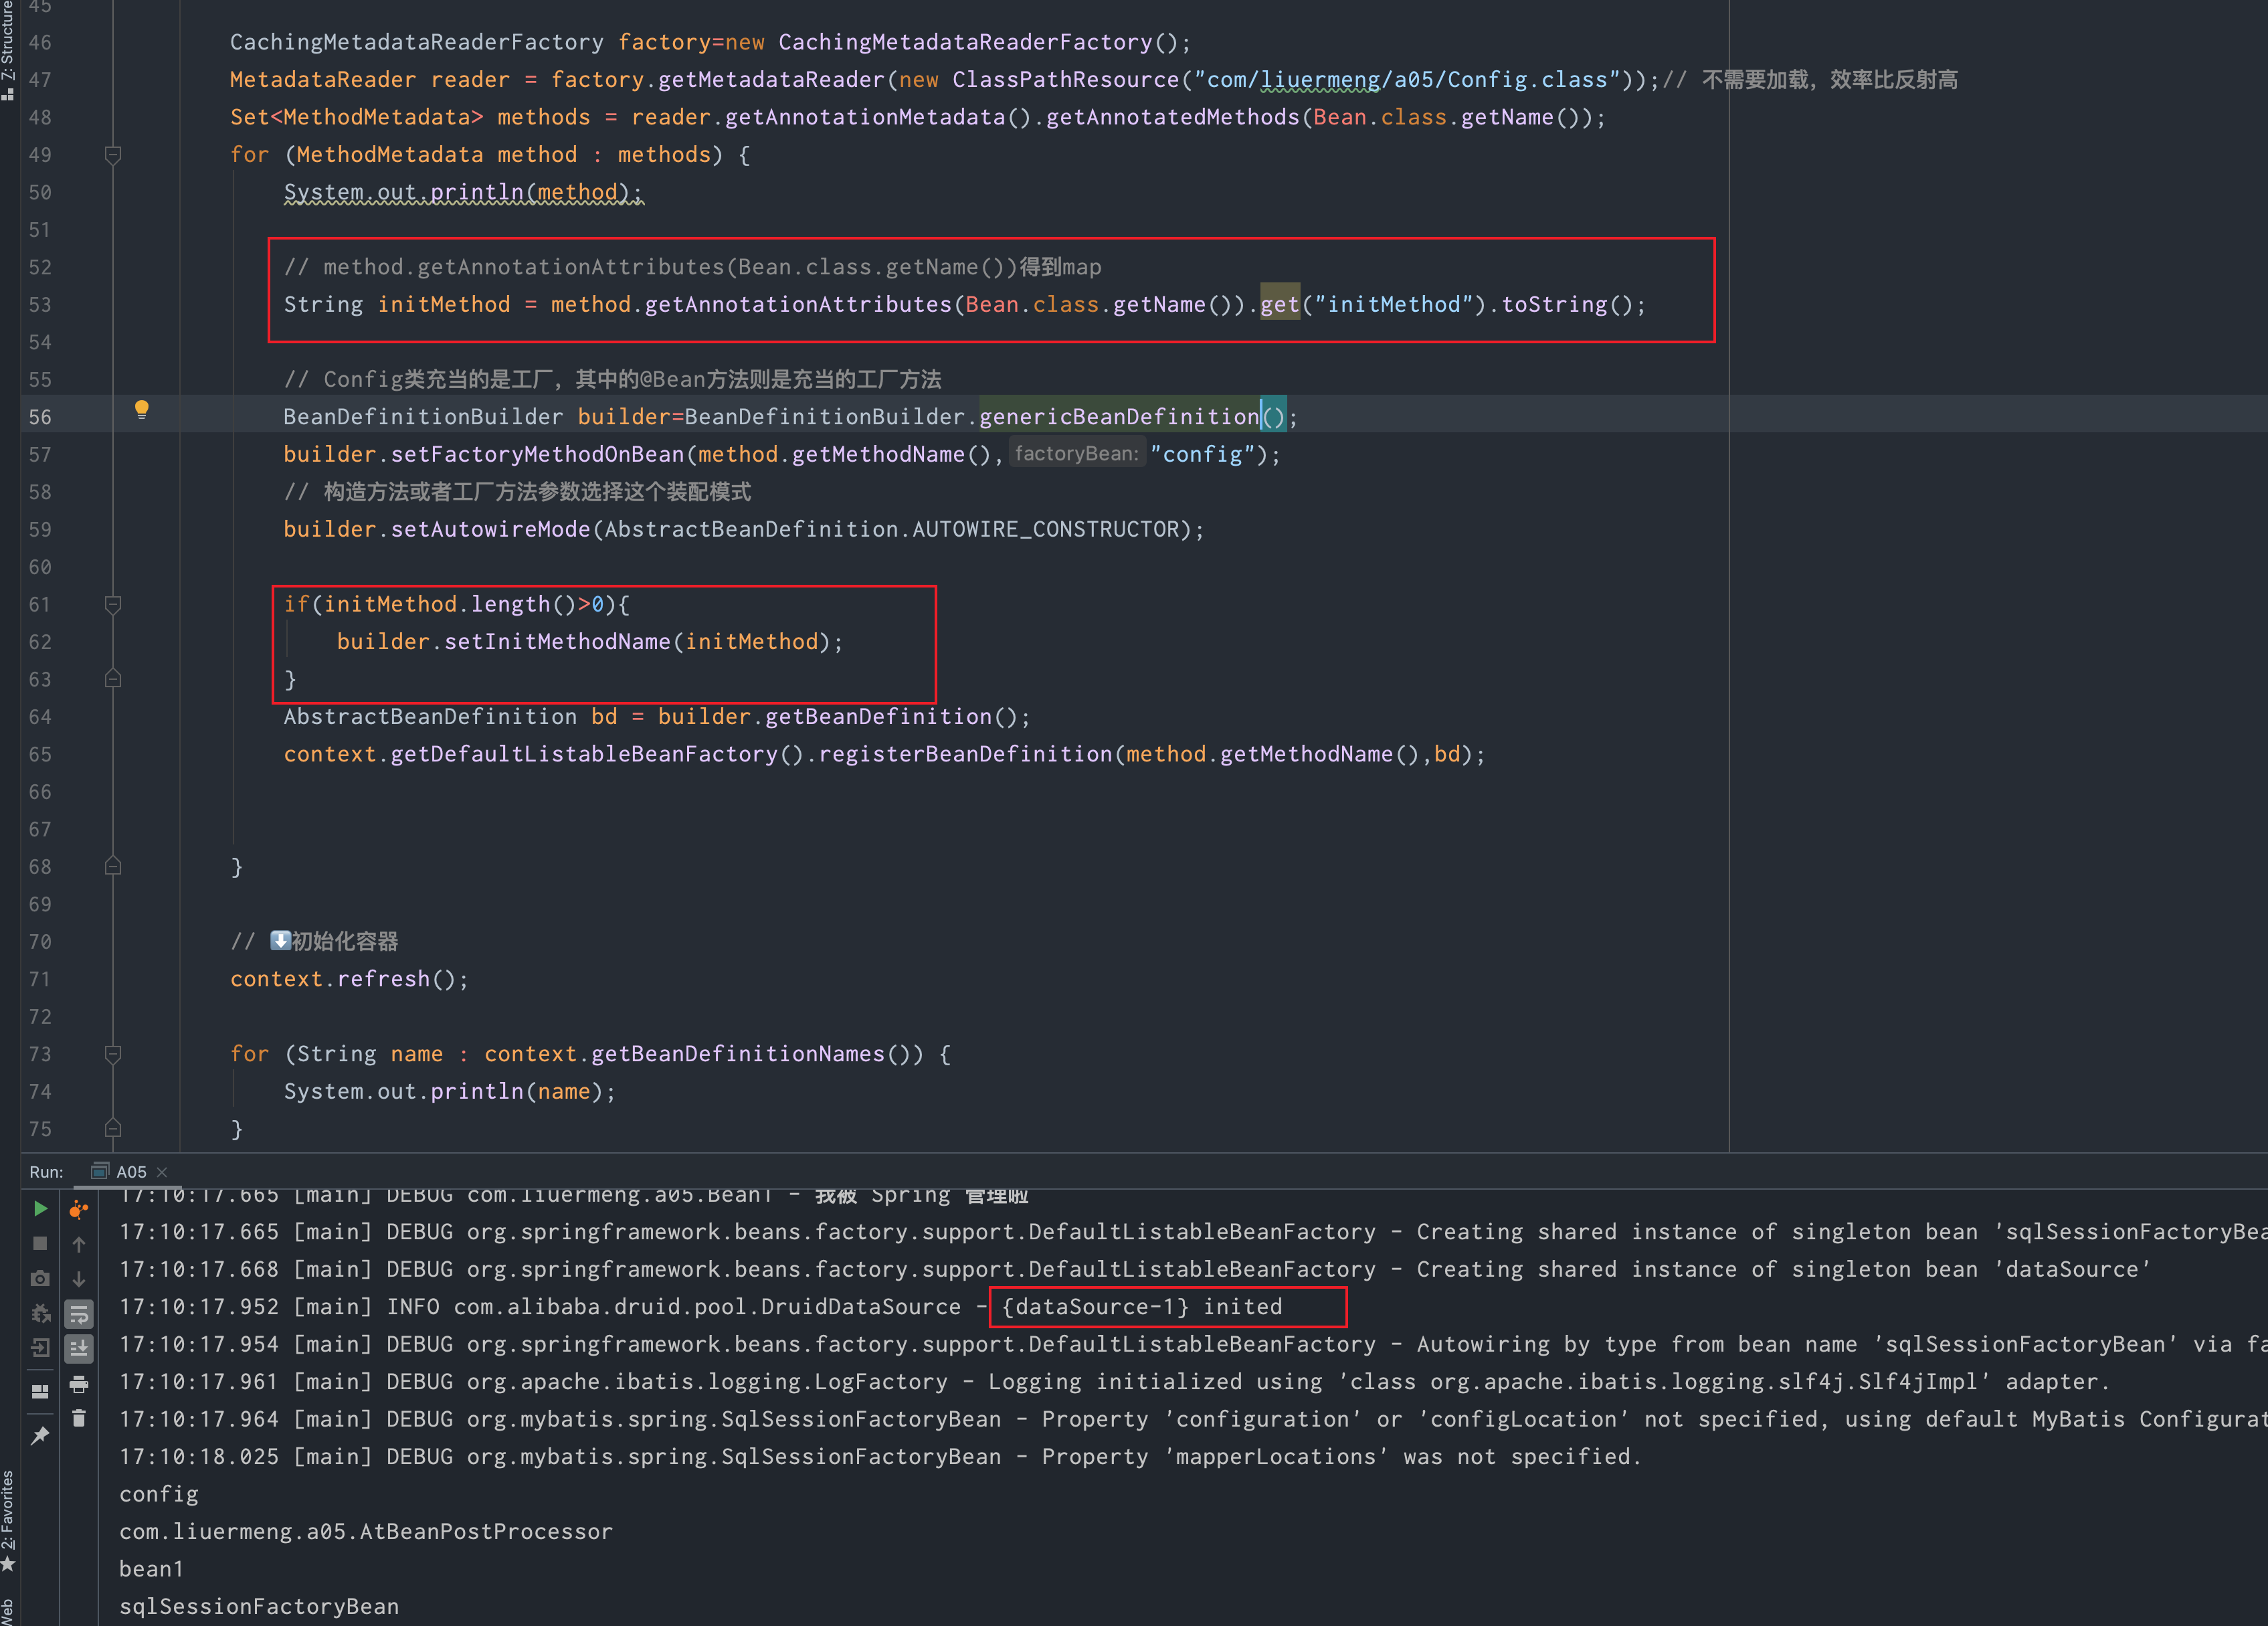 7: Structure
45
46 CachingMetadataReaderFactory factory=new CachingMetadataReaderFactory();
47 MetadataReader reader = factory.getMetadataReader(new ClassPathResource("com/liuermeng/a05/Config.class"));// 不需要加载，效率比反射高
48 Set<MethodMetadata> methods = reader.getAnnotationMetadata().getAnnotatedMethods(Bean.class.getName());
49 for (MethodMetadata method : methods) {
50 System.out.println(method);
51
52 // method.getAnnotationAttributes(Bean.class.getName())得到map
53 String initMethod = method.getAnnotationAttributes(Bean.class.getName()).get("initMethod").toString();
54
55 // Config类充当的是工厂，其中的@Bean方法则是充当的工厂方法
56 BeanDefinitionBuilder builder=BeanDefinitionBuilder.genericBeanDefinition();
57 builder.setFactoryMethodOnBean(method.getMethodName(), factoryBean: "config");
58 // 构造方法或者工厂方法参数选择这个装配模式
59 builder.setAutowireMode(AbstractBeanDefinition.AUTOWIRE_CONSTRUCTOR);
60
61 if(initMethod.length()>0){
62 builder.setInitMethodName(initMethod);
63 }
64 AbstractBeanDefinition bd = builder.getBeanDefinition();
65 context.getDefaultListableBeanFactory().registerBeanDefinition(method.getMethodName(),bd);
66
67
68 }
69
70 // ⬇️初始化容器
71 context.refresh();
72
73 for (String name : context.getBeanDefinitionNames()) {
74 System.out.println(name);
75 }
Run: A05
17:10:17.665 [main] DEBUG com.liuermeng.a05.Bean1 - 我被 Spring 管理啦
17:10:17.665 [main] DEBUG org.springframework.beans.factory.support.DefaultListableBeanFactory - Creating shared instance of singleton bean 'sqlSessionFactoryBea
17:10:17.668 [main] DEBUG org.springframework.beans.factory.support.DefaultListableBeanFactory - Creating shared instance of singleton bean 'dataSource'
17:10:17.952 [main] INFO com.alibaba.druid.pool.DruidDataSource - {dataSource-1} inited
17:10:17.954 [main] DEBUG org.springframework.beans.factory.support.DefaultListableBeanFactory - Autowiring by type from bean name 'sqlSessionFactoryBean' via fa
17:10:17.961 [main] DEBUG org.apache.ibatis.logging.LogFactory - Logging initialized using 'class org.apache.ibatis.logging.slf4j.Slf4jImpl' adapter.
17:10:17.964 [main] DEBUG org.mybatis.spring.SqlSessionFactoryBean - Property 'configuration' or 'configLocation' not specified, using default MyBatis Configurat
17:10:18.025 [main] DEBUG org.mybatis.spring.SqlSessionFactoryBean - Property 'mapperLocations' was not specified.
config
com.liuermeng.a05.AtBeanPostProcessor
bean1
sqlSessionFactoryBean
2: Favorites
Web